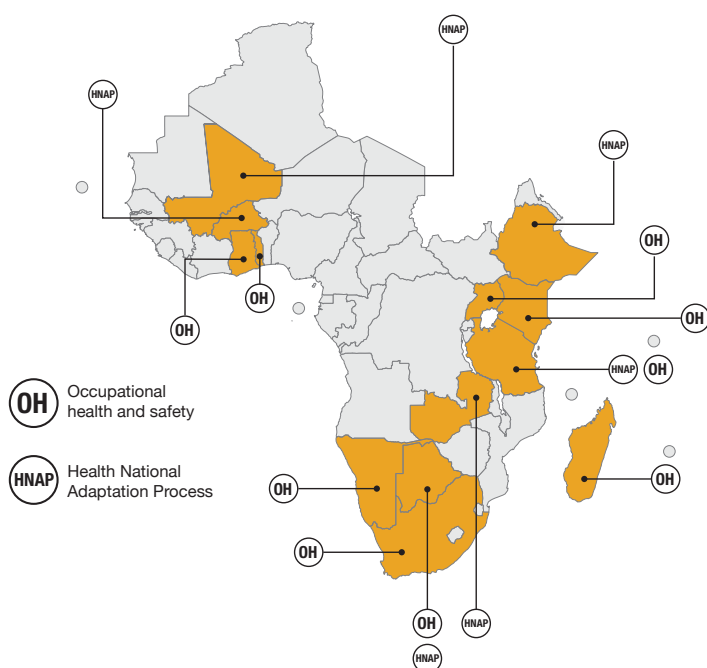 HNAP
HNAP
HNAP
OH
OH
OH
OH
HNAP OH
OH Occupational
health and safety
HNAP Health National
Adaptation Process
OH
OH
OH
OH
HNAP
HNAP